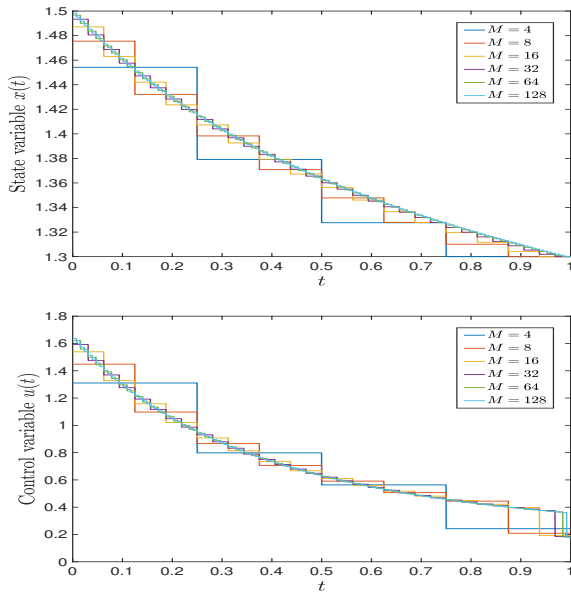 State variable x(t)
1.5
1.48
1.46
1.44
1.42
1.4
1.38
1.36
1.34
1.32
1.3
M = 4
M = 8
M = 16
M = 32
M = 64
M = 128
0 0.1 0.2 0.3 0.4 0.5 0.6 0.7 0.8 0.9 1
t
Control variable u(t)
1.8
1.6
1.4
1.2
1
0.8
0.6
0.4
0.2
0
M = 4
M = 8
M = 16
M = 32
M = 64
M = 128
0 0.1 0.2 0.3 0.4 0.5 0.6 0.7 0.8 0.9 1
t